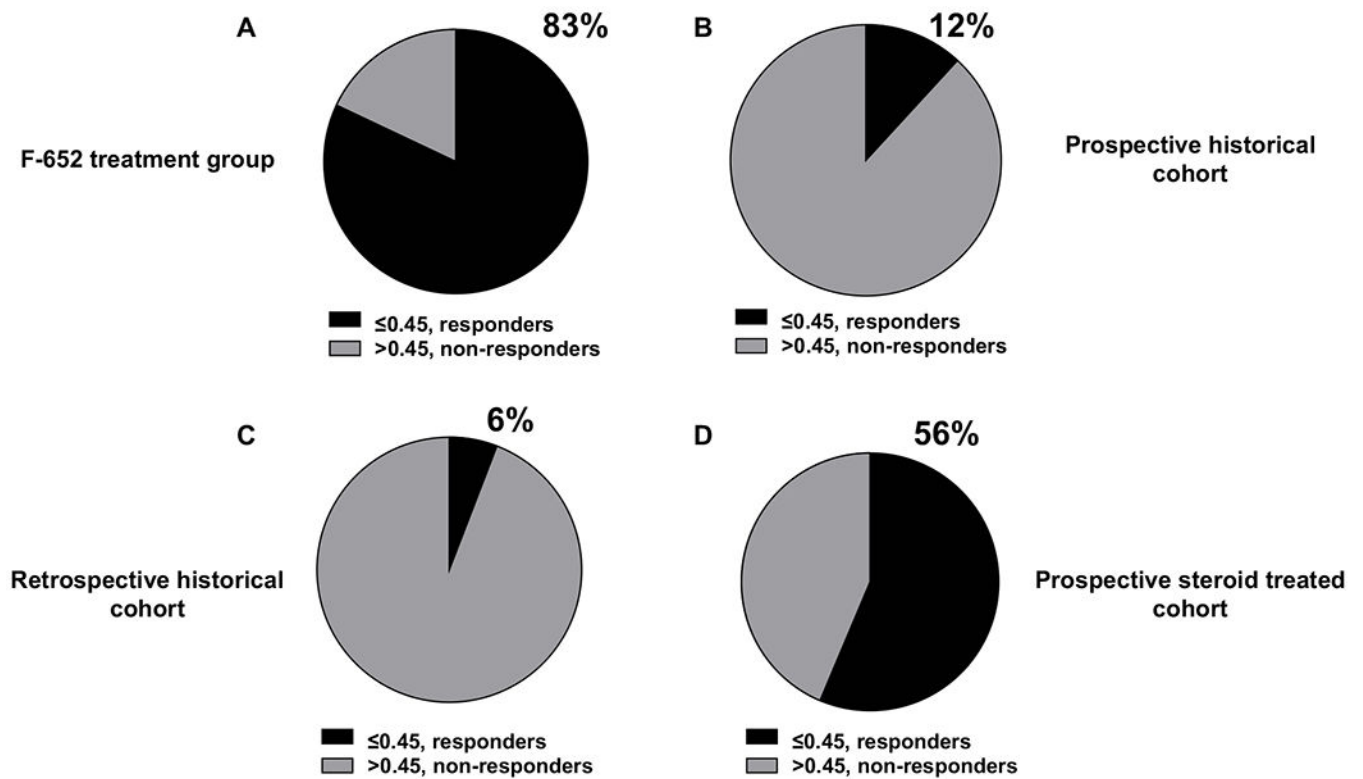 A
83%
F-652 treatment group
≤0.45, responders
>0.45, non-responders
B
12%
Prospective historical
cohort
≤0.45, responders
>0.45, non-responders
C
6%
Retrospective historical
cohort
≤0.45, responders
>0.45, non-responders
D
56%
Prospective steroid treated
cohort
≤0.45, responders
>0.45, non-responders